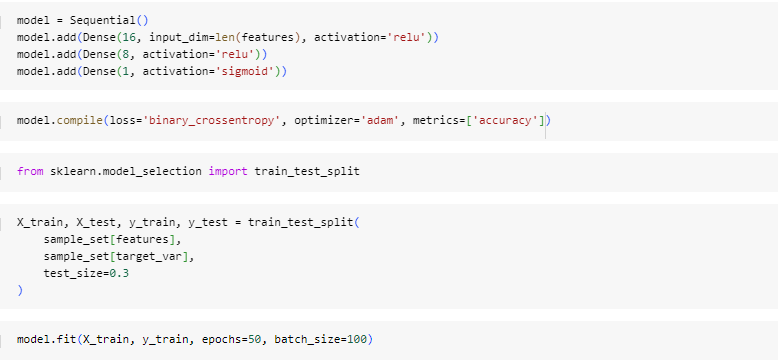 model = Sequential()
model.add(Dense(16, input_dim=len(features), activation='relu'))
model.add(Dense(8, activation='relu'))
model.add(Dense(1, activation='sigmoid'))
model.compile(loss='binary_crossentropy', optimizer='adam', metrics=['accuracy'])
from sklearn.model_selection import train_test_split
X_train, X_test, y_train, y_test = train_test_split(
    sample_set[features],
    sample_set[target_var],
    test_size=0.3
)
model.fit(X_train, y_train, epochs=50, batch_size=100)